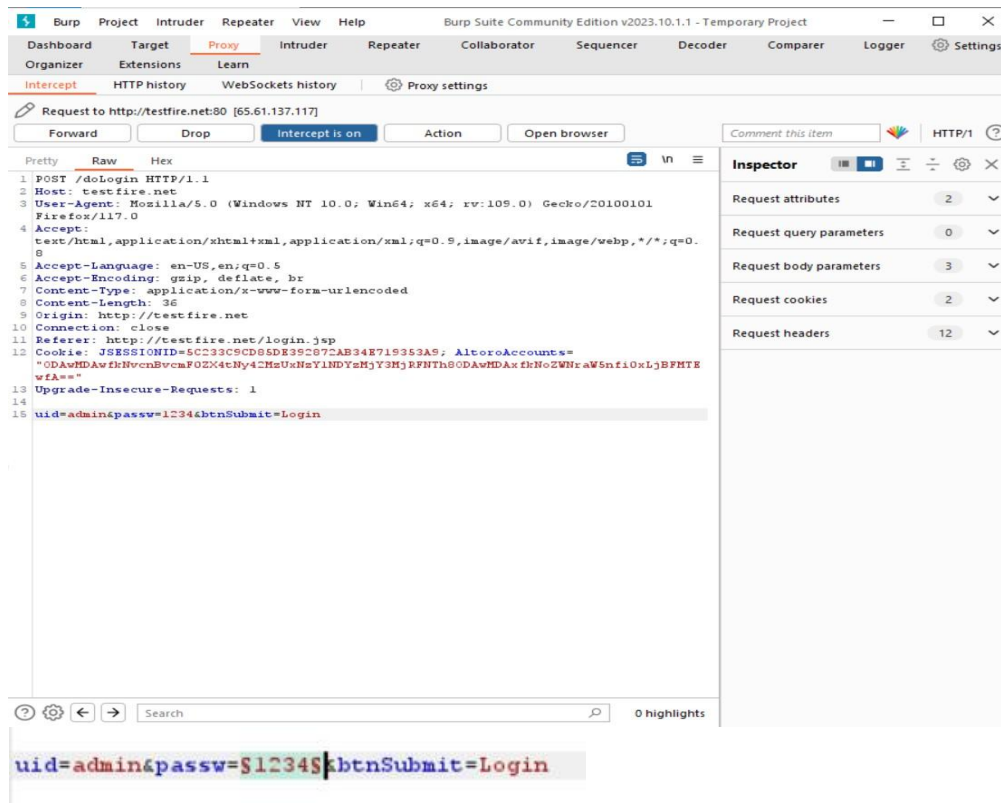 Burp Project Intruder Repeater View Help Burp Suite Community Edition v2023.10.1.1 - Temporary Project
Dashboard Target Proxy Intruder Repeater Collaborator Sequencer Decoder Comparer Logger Settings
Organizer Extensions Learn
Intercept HTTP history WebSockets history Proxy settings
Request to http://testfire.net:80 [65.61.137.117]
Forward Drop Intercept is on Action Open browser Comment this item HTTP/1
Pretty Raw Hex \n
Inspector
1 POST /doLogin HTTP/1.1
2 Host: testfire.net
3 User-Agent: Mozilla/5.0 (Windows NT 10.0; Win64; x64; rv:109.0) Gecko/20100101
Firefox/117.0
4 Accept:
text/html,application/xhtml+xml,application/xml;q=0.9,image/avif,image/webp,*/*;q=0.
8
5 Accept-Language: en-US,en;q=0.5
6 Accept-Encoding: gzip, deflate, br
7 Content-Type: application/x-www-form-urlencoded
8 Content-Length: 36
9 Origin: http://testfire.net
10 Connection: close
11 Referer: http://testfire.net/login.jsp
12 Cookie: AltoroAccounts=
13 Upgrade-Insecure-Requests: 1
14
15 uid=admin&passw=1234&btnSubmit=Login
Request attributes 2
Request query parameters 0
Request body parameters 3
Request cookies 2
Request headers 12
Search 0 highlights
uid=admin&passw=§1234§&btnSubmit=Login